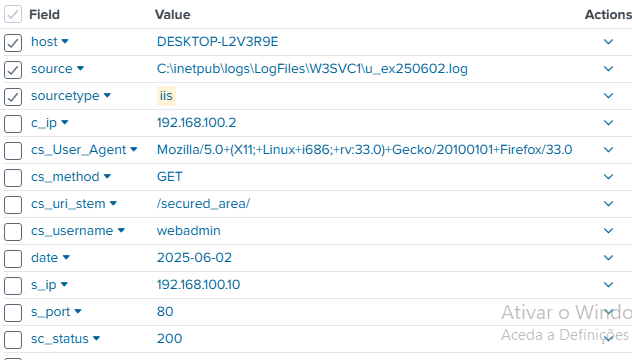 Field Value Actions
host DESKTOP-L2V3R9E
source C:\inetpub\logs\LogFiles\W3SVC1\u_ex250602.log
sourcetype iis
c_ip 192.168.100.2
cs_User_Agent Mozilla/5.0+(X11;+Linux+i686;+rv:33.0)+Gecko/20100101+Firefox/33.0
cs_method GET
cs_uri_stem /secured_area/
cs_username webadmin
date 2025-06-02
s_ip 192.168.100.10
s_port 80
Ativar o Windo
sc_status 200
Aceda a Definições